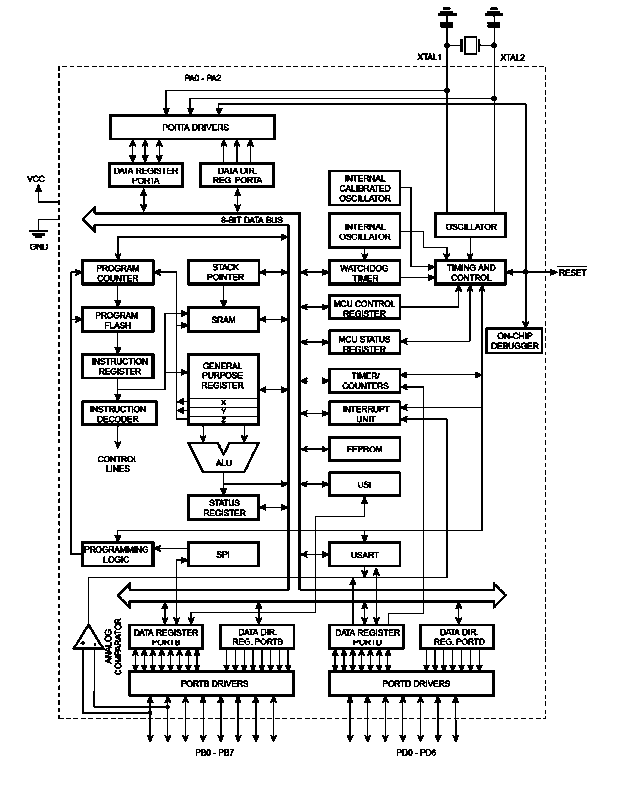 XTAL1
XTAL2
PA0 - PA2
PORTA DRIVERS
DATA REGISTER
PORTA
DATA DIR.
REG. PORTA
VCC
GND
8-BIT DATA BUS
INTERNAL
CALIBRATED
OSCILLATOR
INTERNAL
OSCILLATOR
OSCILLATOR
PROGRAM
COUNTER
STACK
POINTER
WATCHDOG
TIMER
TIMING AND
CONTROL
RESET
PROGRAM
FLASH
SRAM
MCU CONTROL
REGISTER
MCU STATUS
REGISTER
ON-CHIP
DEBUGGER
INSTRUCTION
REGISTER
GENERAL
PURPOSE
REGISTER
X
Y
Z
TIMER/
COUNTERS
INSTRUCTION
DECODER
INTERRUPT
UNIT
CONTROL
LINES
ALU
EEPROM
USI
STATUS
REGISTER
PROGRAMMING
LOGIC
SPI
USART
ANALOG
COMPARATOR
DATA REGISTER
PORTB
DATA DIR.
REG. PORTB
DATA REGISTER
PORTD
DATA DIR.
REG. PORTD
PORTB DRIVERS
PORTD DRIVERS
PB0 - PB7
PD0 - PD6